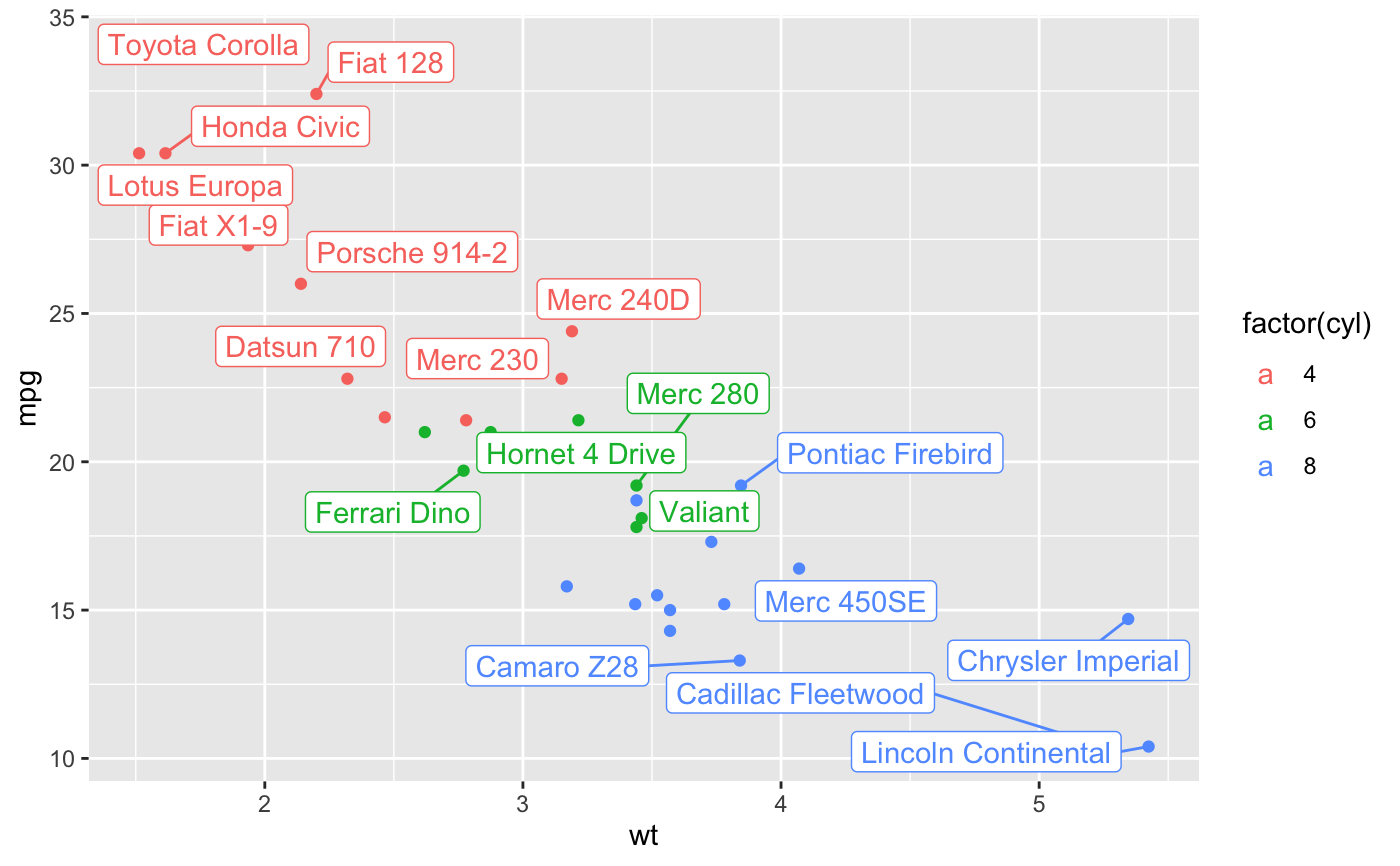 35
Toyota Corolla
Fiat 128
Honda Civic
30
Lotus Europa
Fiat X1-9
Porsche 914-2
Merc 240D
25
factor(cyl)
Datsun 710
Merc 230
a 4
mpg
Merc 280
a 6
Hornet 4 Drive
Pontiac Firebird
20
a 8
Ferrari Dino
Valiant
Merc 450SE
15
Camaro Z28
Chrysler Imperial
Cadillac Fleetwood
Lincoln Continental
10
2 3 4 5
wt